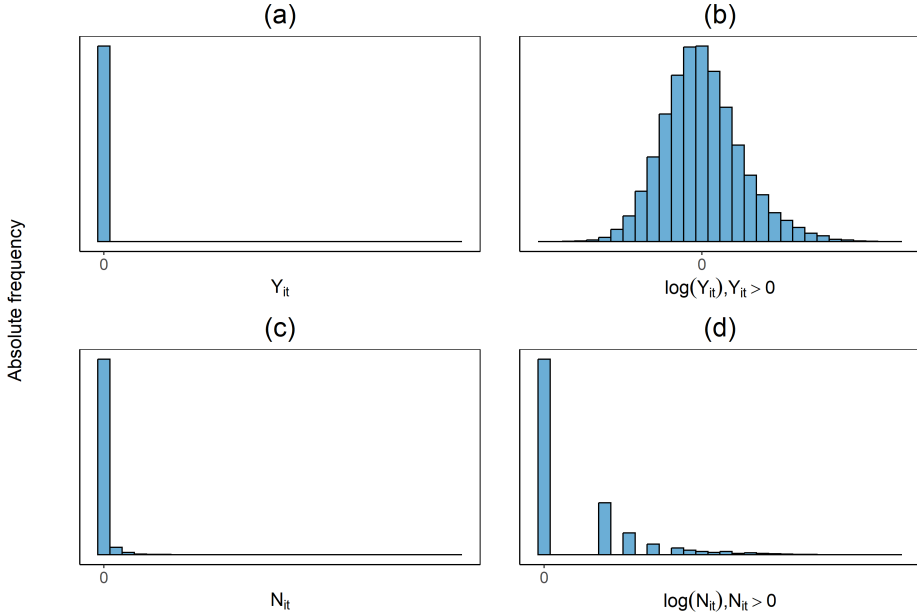 (a)
(b)
Absolute frequency
0
Y_it
0
log(Y_it),Y_it > 0
(c)
(d)
0
N_it
0
log(N_it),N_it > 0